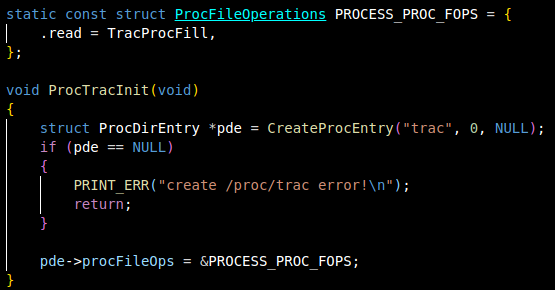 static const struct ProcFileOperations PROCESS_PROC_FOPS = {
    .read = TracProcFill,
};

void ProcTracInit(void)
{
    struct ProcDirEntry *pde = CreateProcEntry("trac", 0, NULL);
    if (pde == NULL)
    {
        PRINT_ERR("create /proc/trac error!\n");
        return;
    }

    pde->procFileOps = &PROCESS_PROC_FOPS;
}